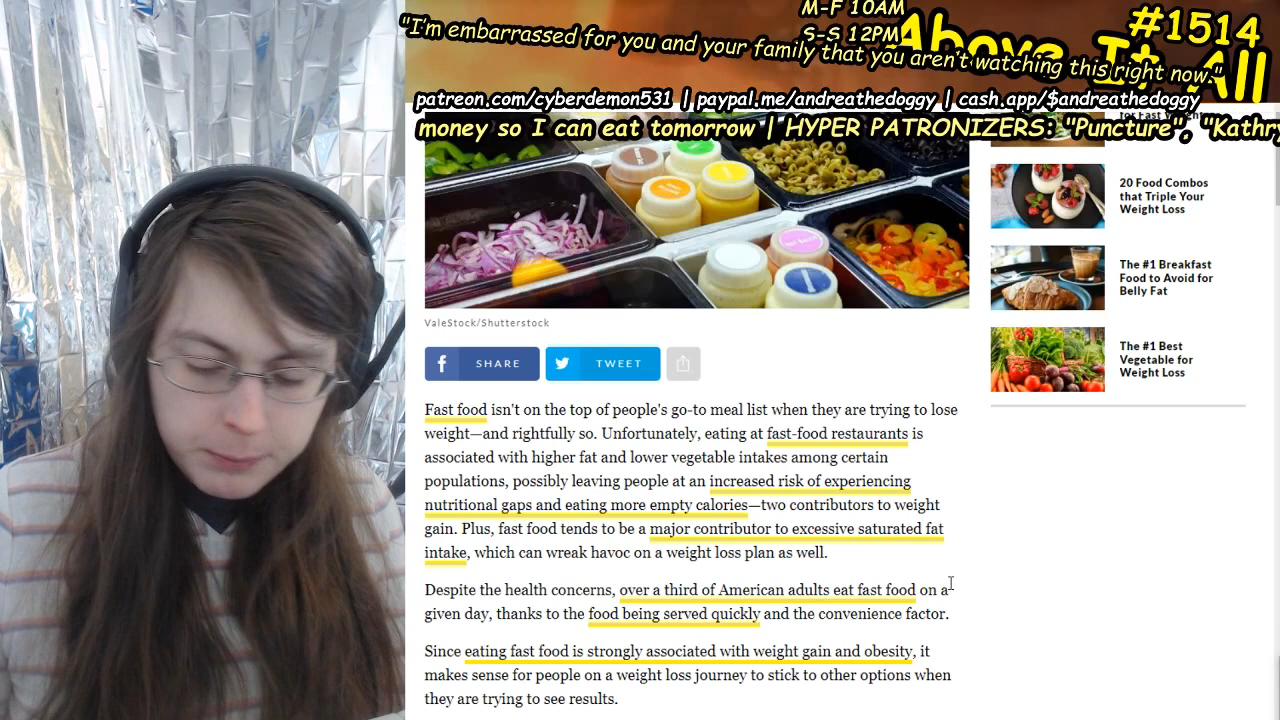 M-F 10AM
S-S 12PM
#1514
Above It All
"I'm embarrassed for you and your family that you aren't watching this right now."
patreon.com/cyberdemon531 | paypal.me/andreathedoggy | cash.app/$andreathedoggy
money so I can eat tomorrow | HYPER PATRONIZERS: "Puncture", "Kathry
for Fast Weight
20 Food Combos
that Triple Your
Weight Loss
The #1 Breakfast
Food to Avoid for
Belly Fat
The #1 Best
Vegetable for
Weight Loss
ValeStock/Shutterstock
SHARE
TWEET
Fast food isn't on the top of people's go-to meal list when they are trying to lose
weight—and rightfully so. Unfortunately, eating at fast-food restaurants is
associated with higher fat and lower vegetable intakes among certain
populations, possibly leaving people at an increased risk of experiencing
nutritional gaps and eating more empty calories—two contributors to weight
gain. Plus, fast food tends to be a major contributor to excessive saturated fat
intake, which can wreak havoc on a weight loss plan as well.
Despite the health concerns, over a third of American adults eat fast food on a
given day, thanks to the food being served quickly and the convenience factor.
Since eating fast food is strongly associated with weight gain and obesity, it
makes sense for people on a weight loss journey to stick to other options when
they are trying to see results.